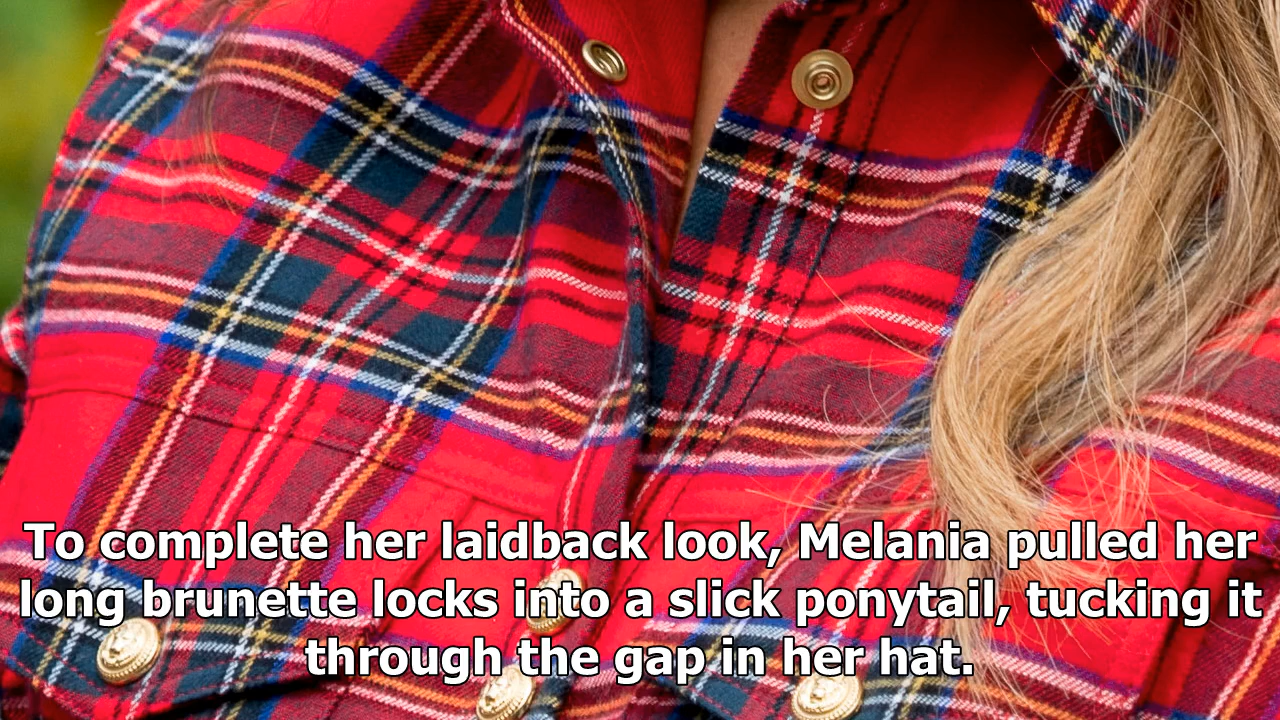 To complete her laidback look, Melania pulled her
long brunette locks into a slick ponytail, tucking it
through the gap in her hat.